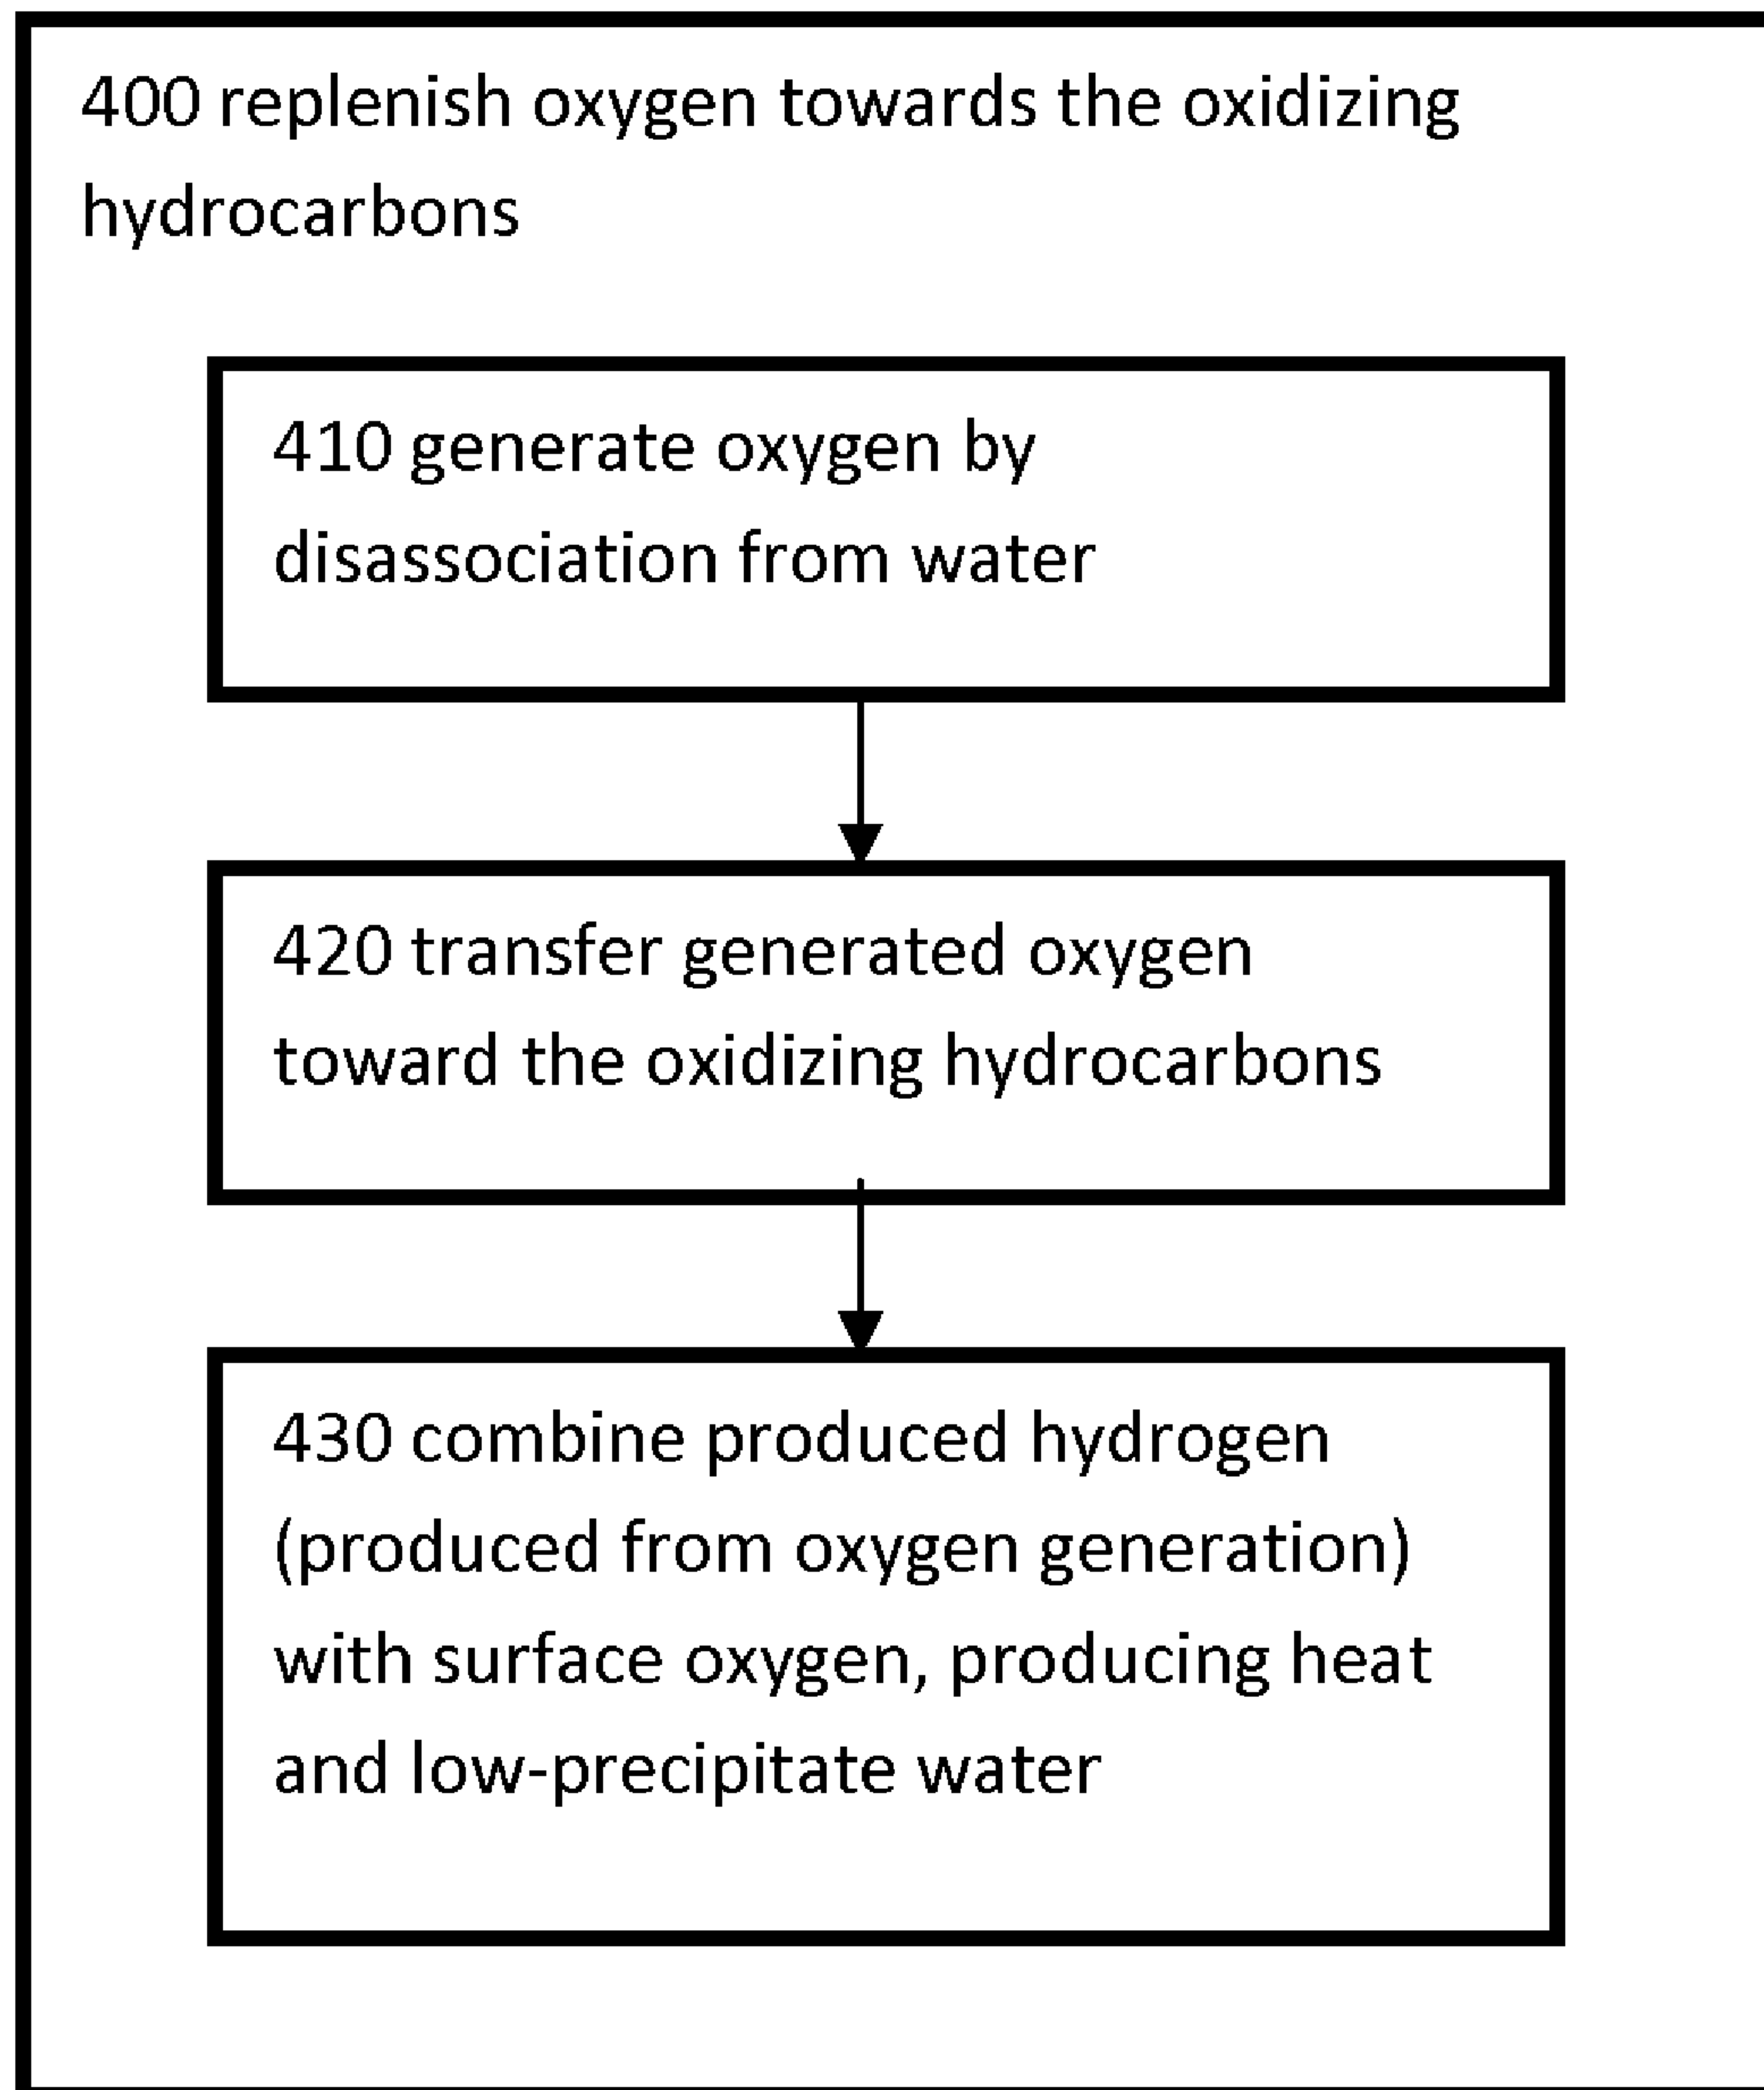 400 replenish oxygen towards the oxidizing
hydrocarbons
410 generate oxygen by
disassociation from water
420 transfer generated oxygen
toward the oxidizing hydrocarbons
430 combine produced hydrogen
(produced from oxygen generation)
with surface oxygen, producing heat
and low-precipitate water